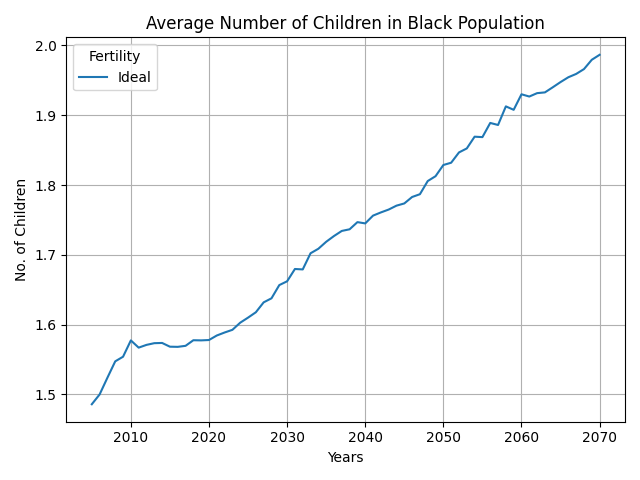 Average Number of Children in Black Population
Fertility
Ideal
No. of Children
2.0
1.9
1.8
1.7
1.6
1.5
2010 2020 2030 2040 2050 2060 2070
Years